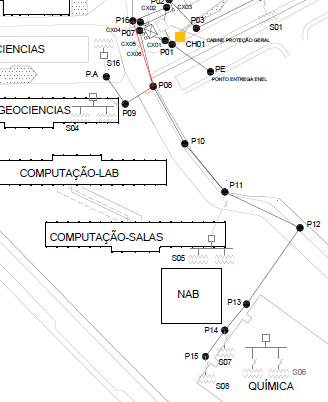 P02
CX02
CX03
P16
P03
S01
CX04
P07
CX05
CX01
CH01
CABINE PROTEÇÃO GERAL
P01
CX06
CIENCIAS
S16
P.A
PE
PONTO ENTREGA ENEL
P08
P09
GEOCIENCIAS
S04
P10
COMPUTAÇÃO-LAB
P11
P12
COMPUTAÇÃO-SALAS
S05
NAB
P13
P14
P15
S07
S06
S08
QUÍMICA